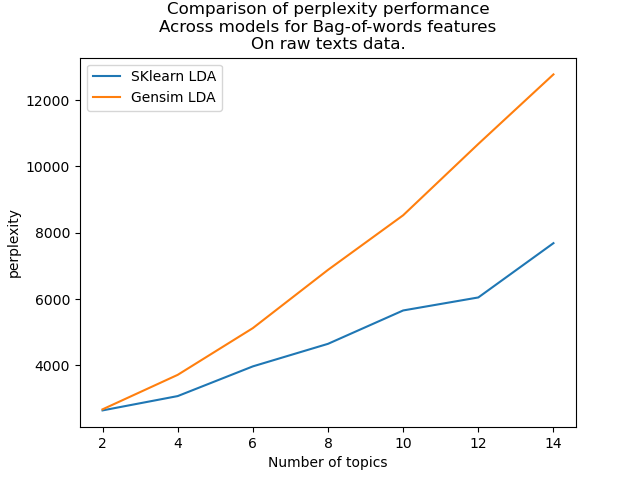 Comparison of perplexity performance
Across models for Bag-of-words features
On raw texts data.
SKlearn LDA
Gensim LDA
perplexity
12000
10000
8000
6000
4000
2 4 6 8 10 12 14
Number of topics